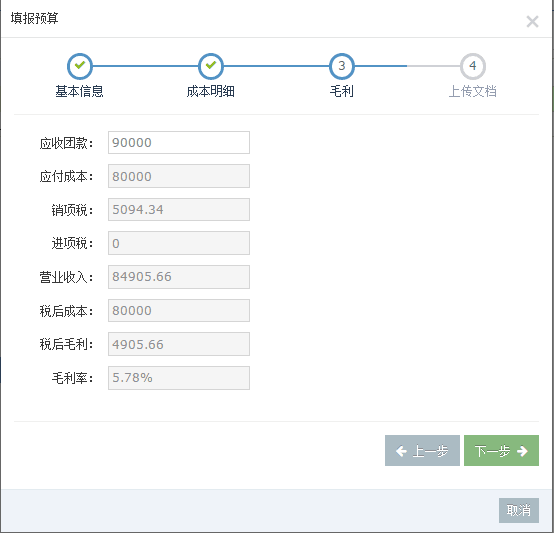 填报预算
3 4
基本信息 成本明细 毛利 上传文档
应收团款： 90000
应付成本： 80000
销项税： 5094.34
进项税： 0
营业收入： 84905.66
税后成本： 80000
税后毛利： 4905.66
毛利率： 5.78%
上一步 下一步
取消